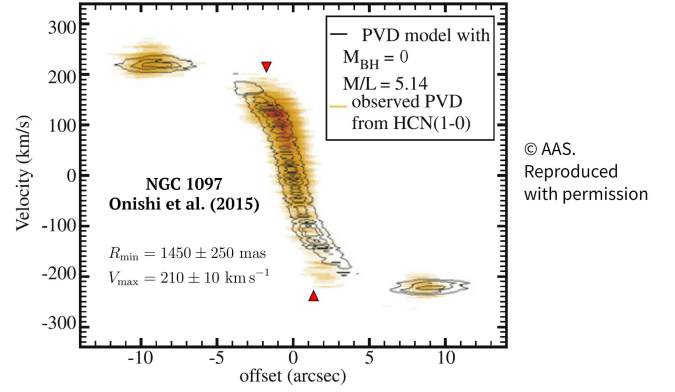 300
200
100
0
-100
-200
-300
Velocity (km/s)
PVD model with
M_BH = 0
M/L = 5.14
observed PVD
from HCN(1-0)
NGC 1097
Onishi et al. (2015)
R_min = 1450 ± 250 mas
V_max = 210 ± 10 km s⁻¹
-10 -5 0 5 10
offset (arcsec)
© AAS.
Reproduced
with permission